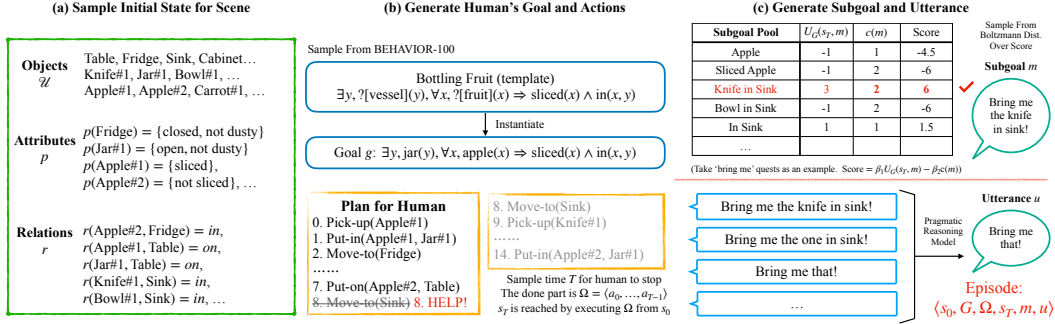 (a) Sample Initial State for Scene
Objects
𝒰
Table, Fridge, Sink, Cabinet…
Knife#1, Jar#1, Bowl#1, …
Apple#1, Apple#2, Carrot#1, …
Attributes
p
p(Fridge) = {closed, not dusty}
p(Jar#1) = {open, not dusty}
p(Apple#1) = {sliced},
p(Apple#2) = {not sliced}, …
Relations
r
r(Apple#2, Fridge) = in,
r(Apple#1, Table) = on,
r(Jar#1, Table) = on,
r(Knife#1, Sink) = in,
r(Bowl#1, Sink) = in, …
(b) Generate Human's Goal and Actions
Sample From BEHAVIOR-100
Bottling Fruit (template)
∃y, ?[vessel](y), ∀x, ?[fruit](x) ⇒ sliced(x) ∧ in(x, y)
Instantiate
Goal g: ∃y, jar(y), ∀x, apple(x) ⇒ sliced(x) ∧ in(x, y)
Plan for Human
0. Pick-up(Apple#1)
1. Put-in(Apple#1, Jar#1)
2. Move-to(Fridge)
……
7. Put-on(Apple#2, Table)
8. Move-to(Sink) 8. HELP!
8. Move-to(Sink)
9. Pick-up(Knife#1)
……
14. Put-in(Apple#2, Jar#1)
Sample time T for human to stop
The done part is Ω = ⟨a0, …, aT−1⟩
sT is reached by executing Ω from s0
(c) Generate Subgoal and Utterance
Subgoal Pool UG(sT, m) c(m) Score
Apple -1 1 -4.5
Sliced Apple -1 2 -6
Knife in Sink 3 2 6
Bowl in Sink -1 2 -6
In Sink 1 1 1.5
…
(Take 'bring me' quests as an example. Score = β1UG(sT, m) − β2c(m))
Sample From
Boltzmann Dist.
Over Score
Subgoal m
Bring me
the knife
in sink!
Bring me the knife in sink!
Bring me the one in sink!
Bring me that!
…
Pragmatic
Reasoning
Model
Utterance u
Bring me
that!
Episode:
⟨s0, G, Ω, sT, m, u⟩